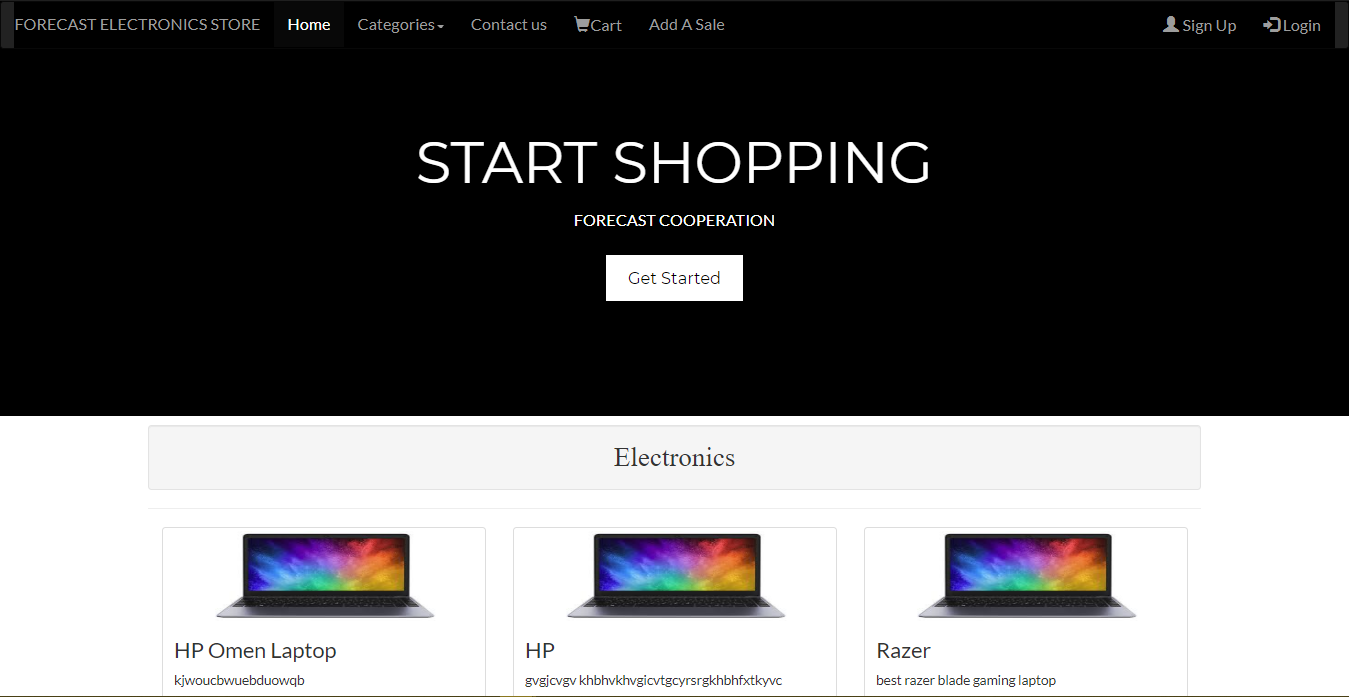 FORECAST ELECTRONICS STORE Home Categories Contact us Cart Add A Sale Sign Up Login
START SHOPPING
FORECAST COOPERATION
Get Started
Electronics
HP Omen Laptop
kjwoucbwuebduowqb
HP
gvgjcvgv khbhvkhvgicvtgcyrsrgkhbhfxtkyvc
Razer
best razer blade gaming laptop